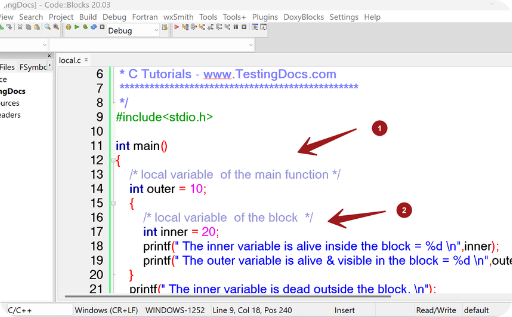 ingDocs] - Code::Blocks 20.03
View Search Project Build Debug Fortran wxSmith Tools Tools+ Plugins DoxyBlocks Settings Help
Debug
Files FSymbo
local.c ×
ce
ngDocs
ources
eaders
6 * C Tutorials - www.TestingDocs.com
7 ************************************************
8 */
9 #include<stdio.h>
10
11 int main()
12 {
13 /* local variable of the main function */
14 int outer = 10;
15 {
16 /* local variable of the block */
17 int inner = 20;
18 printf(" The inner variable is alive inside the block = %d \n",inner);
19 printf(" The outer variable is alive & visible in the block = %d \n",oute
20 }
21 printf(" The inner variable is dead outside the block. \n");
1
2
C/C++ Windows (CR+LF) WINDOWS-1252 Line 9, Col 18, Pos 240 Insert Read/Write default